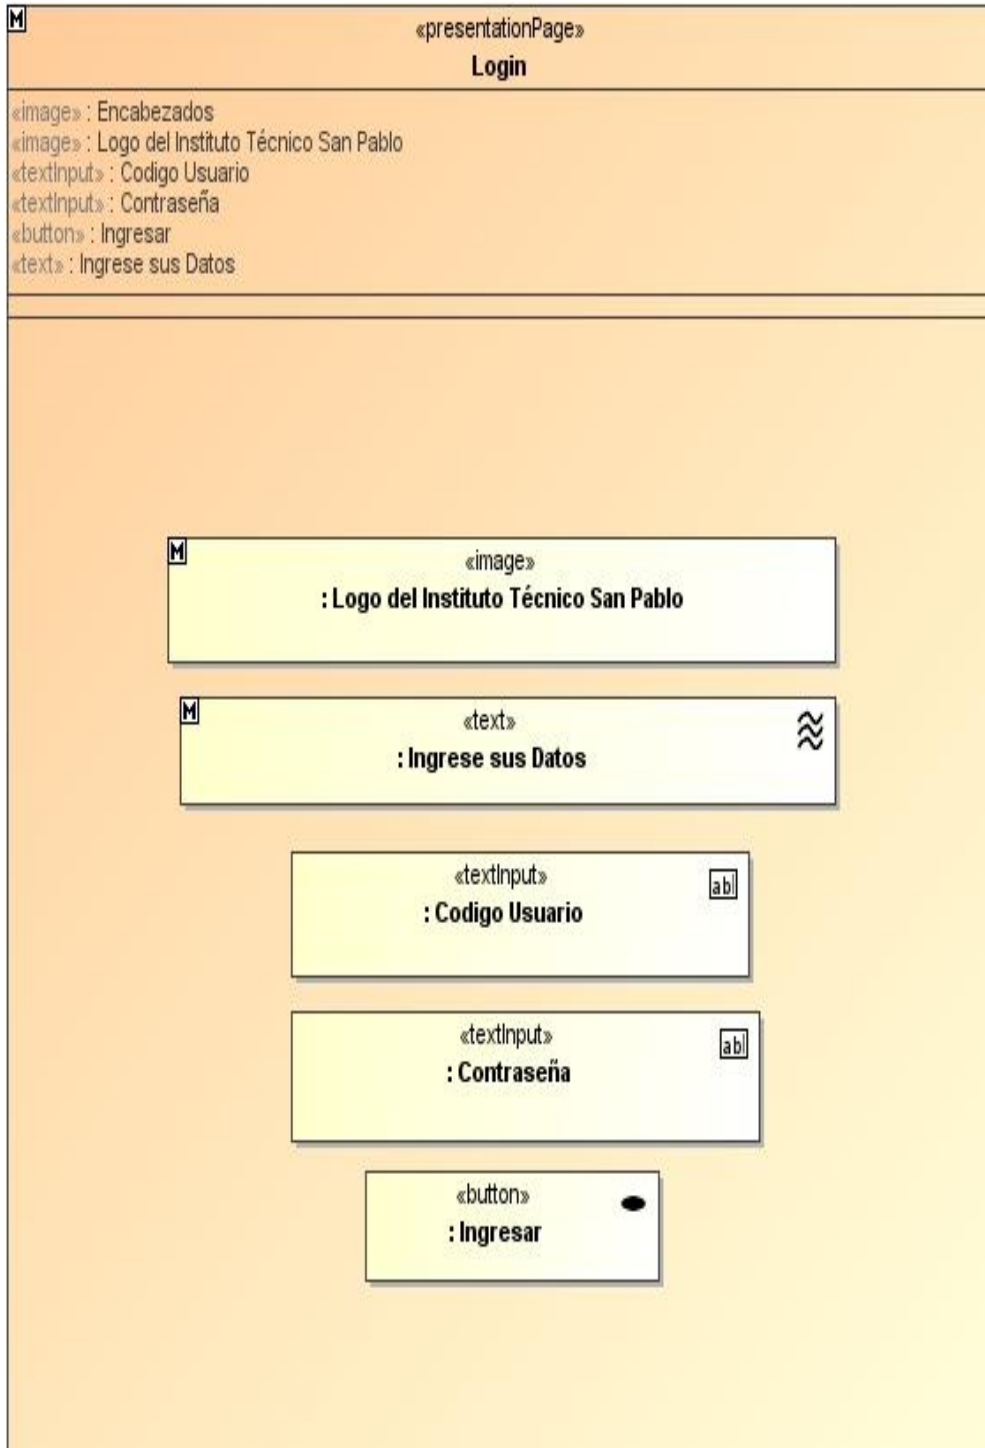 M
«presentationPage»
Login
«image» : Encabezados
«image» : Logo del Instituto Técnico San Pablo
«textInput» : Codigo Usuario
«textInput» : Contraseña
«button» : Ingresar
«text» : Ingrese sus Datos
M
«image»
: Logo del Instituto Técnico San Pablo
M
«text»
: Ingrese sus Datos
«textInput»
ab
: Codigo Usuario
«textInput»
ab
: Contraseña
«button»
: Ingresar